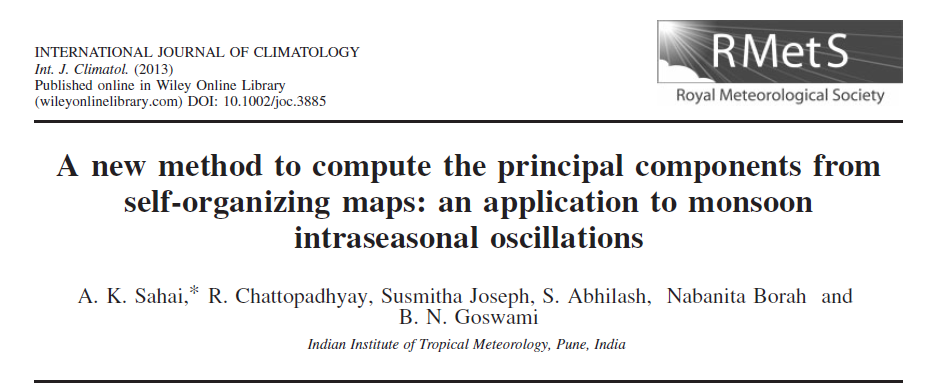 INTERNATIONAL JOURNAL OF CLIMATOLOGY
Int. J. Climatol. (2013)
Published online in Wiley Online Library
(wileyonlinelibrary.com) DOI: 10.1002/joc.3885
RMetS
Royal Meteorological Society
A new method to compute the principal components from
self-organizing maps: an application to monsoon
intraseasonal oscillations
A. K. Sahai,* R. Chattopadhyay, Susmitha Joseph, S. Abhilash, Nabanita Borah and
B. N. Goswami
Indian Institute of Tropical Meteorology, Pune, India